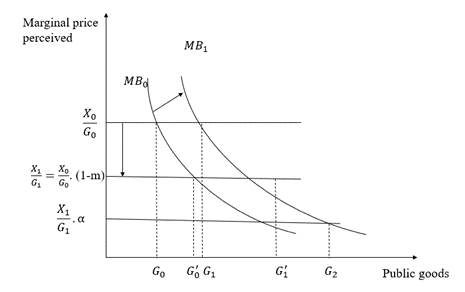 Marginal price
perceived
MB₁
MB₀
X₀/G₀
X₁/G₁ = X₀/G₀ . (1-m)
X₁/G₁ . α
G₀ G₀′ G₁ G₁′ G₂ Public goods